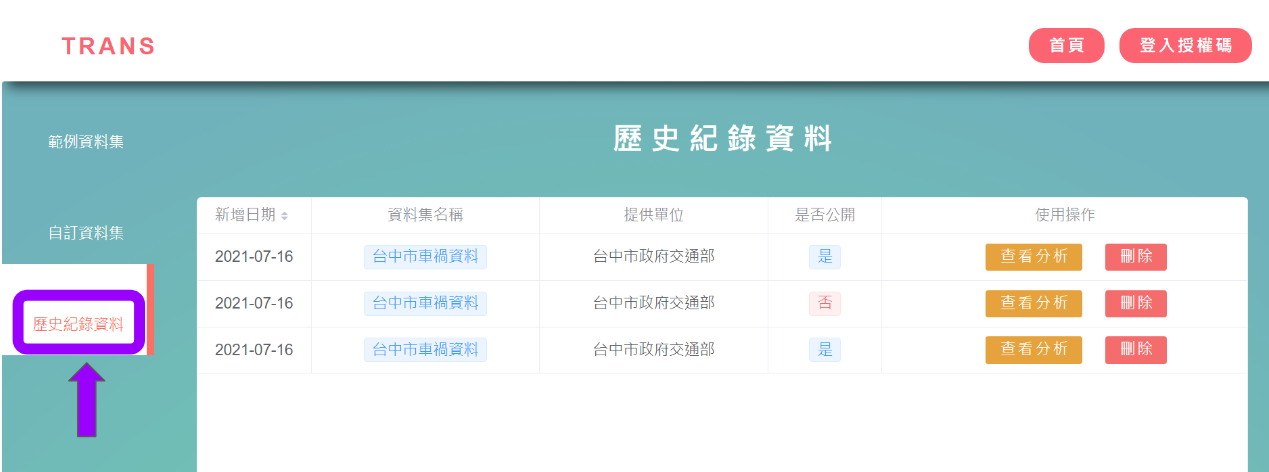 TRANS
首頁 登入授權碼
範例資料集
自訂資料集
歷史紀錄資料
歷史紀錄資料
新增日期 資料集名稱 提供單位 是否公開 使用操作
2021-07-16 台中市車禍資料 台中市政府交通部 是 查看分析 刪除
2021-07-16 台中市車禍資料 台中市政府交通部 否 查看分析 刪除
2021-07-16 台中市車禍資料 台中市政府交通部 是 查看分析 刪除